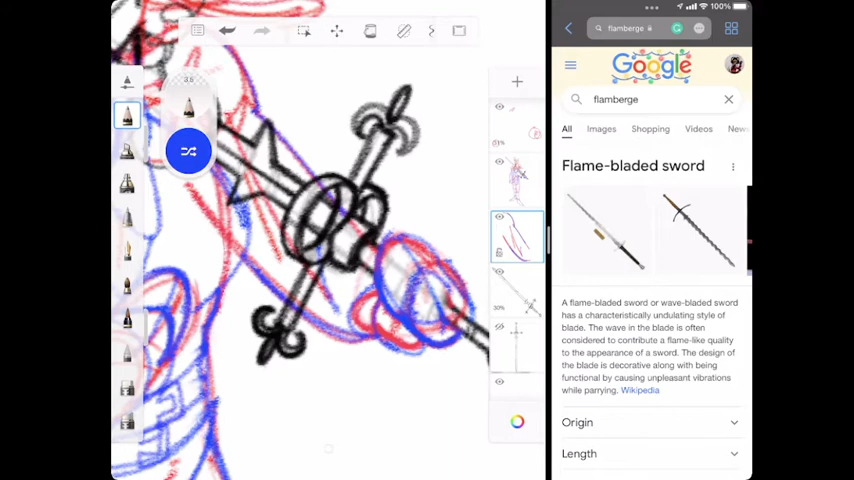 100%
flamberge
3.6
Google
flamberge
All Images Shopping Videos News
Flame-bladed sword
A flame-bladed sword or wave-bladed sword
has a characteristically undulating style of
blade. The wave in the blade is often
considered to contribute a flame-like quality
to the appearance of a sword. The design of
the blade is decorative along with being
functional by causing unpleasant vibrations
while parrying. Wikipedia
Origin
Length